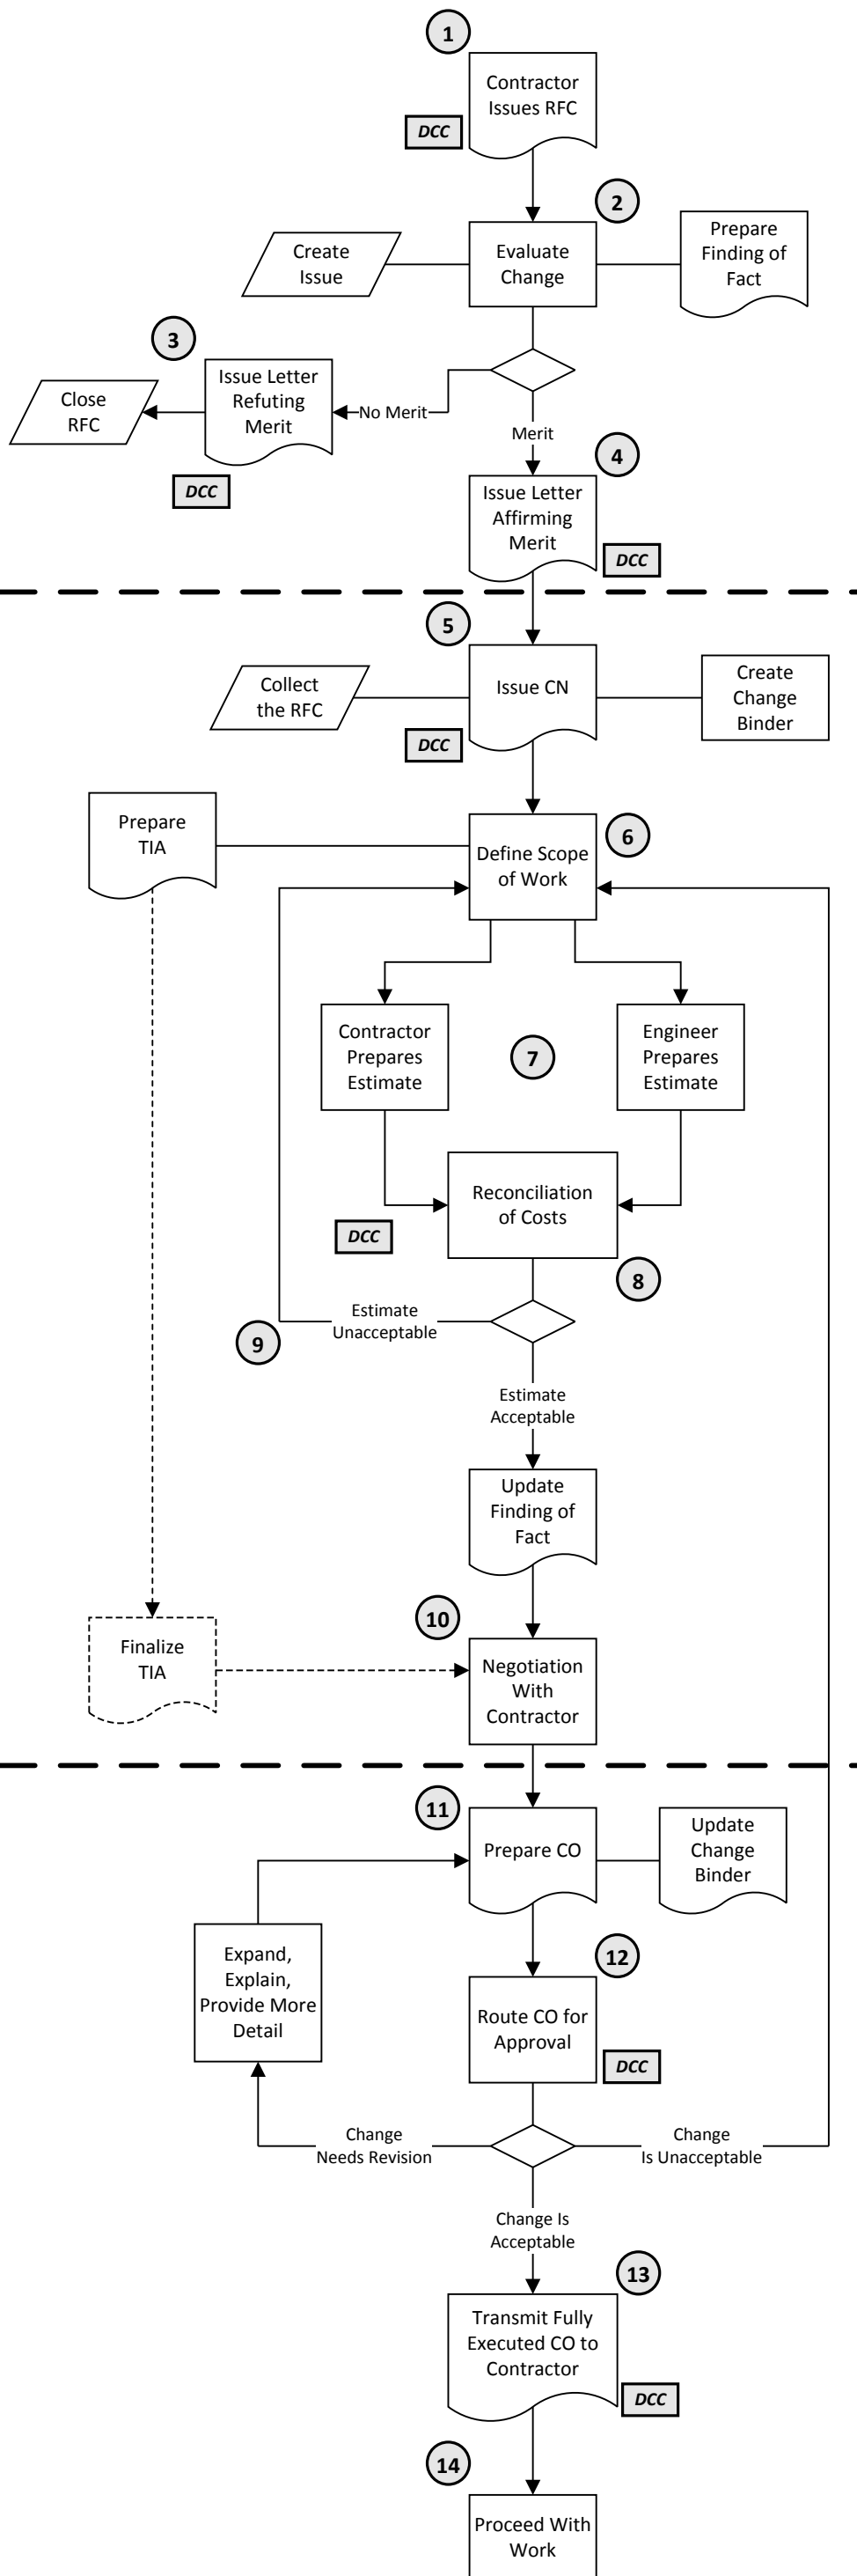 1
Contractor
Issues RFC
DCC
2
Create
Issue
Evaluate
Change
Prepare
Finding of
Fact
3
Close
RFC
Issue Letter
Refuting
Merit
No Merit
DCC
Merit
4
Issue Letter
Affirming
Merit
DCC
5
Collect
the RFC
Issue CN
Create
Change
Binder
DCC
Prepare
TIA
6
Define Scope
of Work
Contractor
Prepares
Estimate
7
Engineer
Prepares
Estimate
Reconciliation
of Costs
DCC
8
9
Estimate
Unacceptable
Estimate
Acceptable
Update
Finding of
Fact
10
Finalize
TIA
Negotiation
With
Contractor
11
Prepare CO
Update
Change
Binder
Expand,
Explain,
Provide More
Detail
12
Route CO for
Approval
DCC
Change
Needs Revision
Change
Is Unacceptable
Change Is
Acceptable
13
Transmit Fully
Executed CO to
Contractor
DCC
14
Proceed With
Work